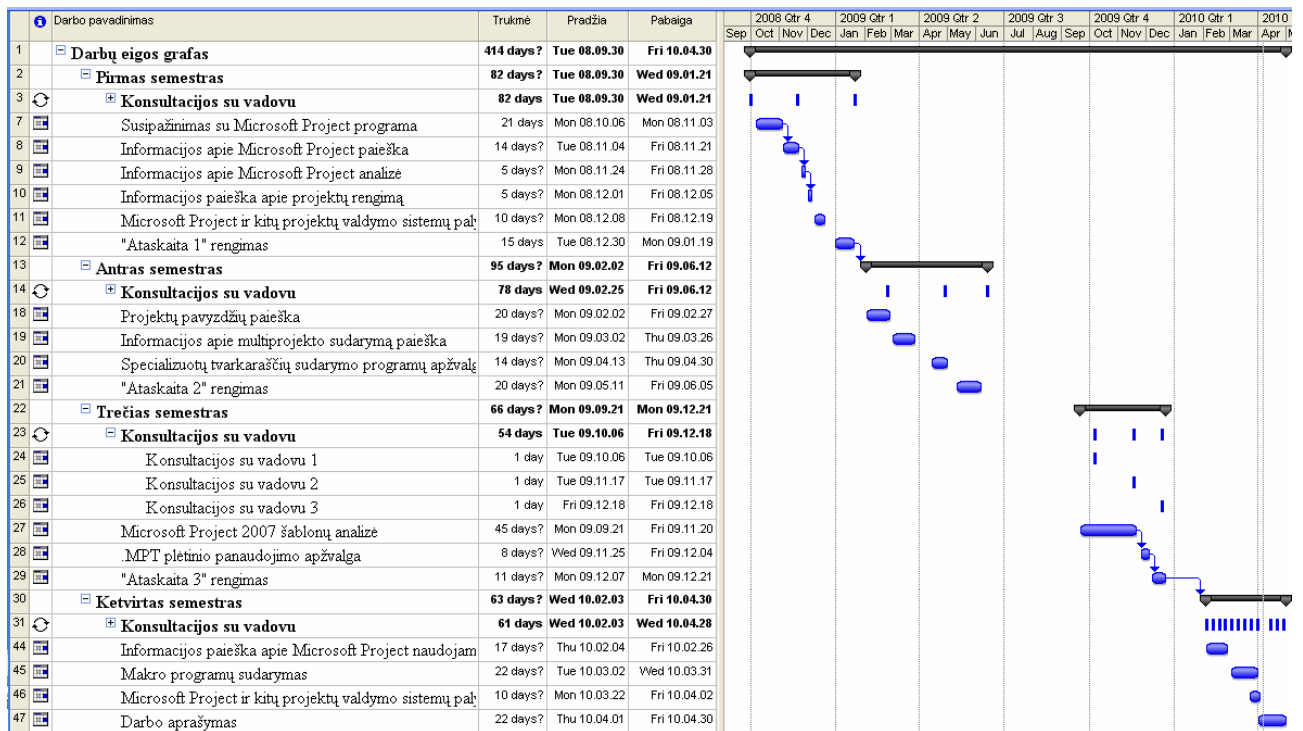 Darbo pavadinimas Trukmė Pradžia Pabaiga 2008 Qtr 4 2009 Qtr 1 2009 Qtr 2 2009 Qtr 3 2009 Qtr 4 2010 Qtr 1 2010
Sep Oct Nov Dec Jan Feb Mar Apr May Jun Jul Aug Sep Oct Nov Dec Jan Feb Mar Apr M
1 Darbų eigos grafas 414 days? Tue 08.09.30 Fri 10.04.30
2 Pirmas semestras 82 days? Tue 08.09.30 Wed 09.01.21
3 Konsultacijos su vadovu 82 days Tue 08.09.30 Wed 09.01.21
7 Susipažinimas su Microsoft Project programa 21 days Mon 08.10.06 Mon 08.11.03
8 Informacijos apie Microsoft Project paieška 14 days? Tue 08.11.04 Fri 08.11.21
9 Informacijos apie Microsoft Project analizė 5 days? Mon 08.11.24 Fri 08.11.28
10 Informacijos paieška apie projektų rengimą 5 days? Mon 08.12.01 Fri 08.12.05
11 Microsoft Project ir kitų projektų valdymo sistemų paly 10 days? Mon 08.12.08 Fri 08.12.19
12 "Ataskaita 1" rengimas 15 days Tue 08.12.30 Mon 09.01.19
13 Antras semestras 95 days? Mon 09.02.02 Fri 09.06.12
14 Konsultacijos su vadovu 78 days Wed 09.02.25 Fri 09.06.12
18 Projektų pavyzdžių paieška 20 days? Mon 09.02.02 Fri 09.02.27
19 Informacijos apie multiprojekto sudarymą paieška 19 days? Mon 09.03.02 Thu 09.03.26
20 Specializuotų tvarkaraščių sudarymo programų apžvalg 14 days? Mon 09.04.13 Thu 09.04.30
21 "Ataskaita 2" rengimas 20 days? Mon 09.05.11 Fri 09.06.05
22 Trečias semestras 66 days? Mon 09.09.21 Mon 09.12.21
23 Konsultacijos su vadovu 54 days Tue 09.10.06 Fri 09.12.18
24 Konsultacijos su vadovu 1 1 day Tue 09.10.06 Tue 09.10.06
25 Konsultacijos su vadovu 2 1 day Tue 09.11.17 Tue 09.11.17
26 Konsultacijos su vadovu 3 1 day Fri 09.12.18 Fri 09.12.18
27 Microsoft Project 2007 šablonų analizė 45 days? Mon 09.09.21 Fri 09.11.20
28 .MPT plėtinio panaudojimo apžvalga 8 days? Wed 09.11.25 Fri 09.12.04
29 "Ataskaita 3" rengimas 11 days? Mon 09.12.07 Mon 09.12.21
30 Ketvirtas semestras 63 days? Wed 10.02.03 Fri 10.04.30
31 Konsultacijos su vadovu 61 days Wed 10.02.03 Wed 10.04.28
44 Informacijos paieška apie Microsoft Project naudojam 17 days? Thu 10.02.04 Fri 10.02.26
45 Makro programų sudarymas 22 days? Tue 10.03.02 Wed 10.03.31
46 Microsoft Project ir kitų projektų valdymo sistemų paly 10 days? Mon 10.03.22 Fri 10.04.02
47 Darbo aprašymas 22 days? Thu 10.04.01 Fri 10.04.30